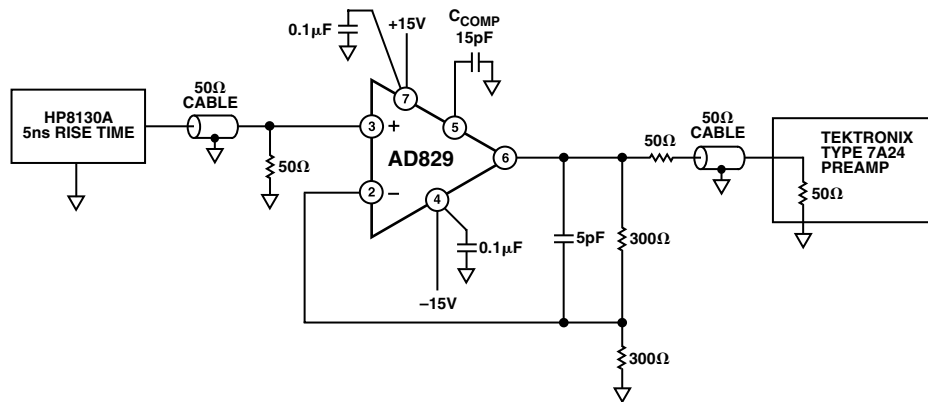 0.1µF
+15V
C_COMP
15pF
50Ω
CABLE
HP8130A
5ns RISE TIME
7
5
3
+
50Ω
AD829
6
2
−
4
0.1µF
–15V
5pF
300Ω
300Ω
50Ω
50Ω
CABLE
TEKTRONIX
TYPE 7A24
PREAMP
50Ω